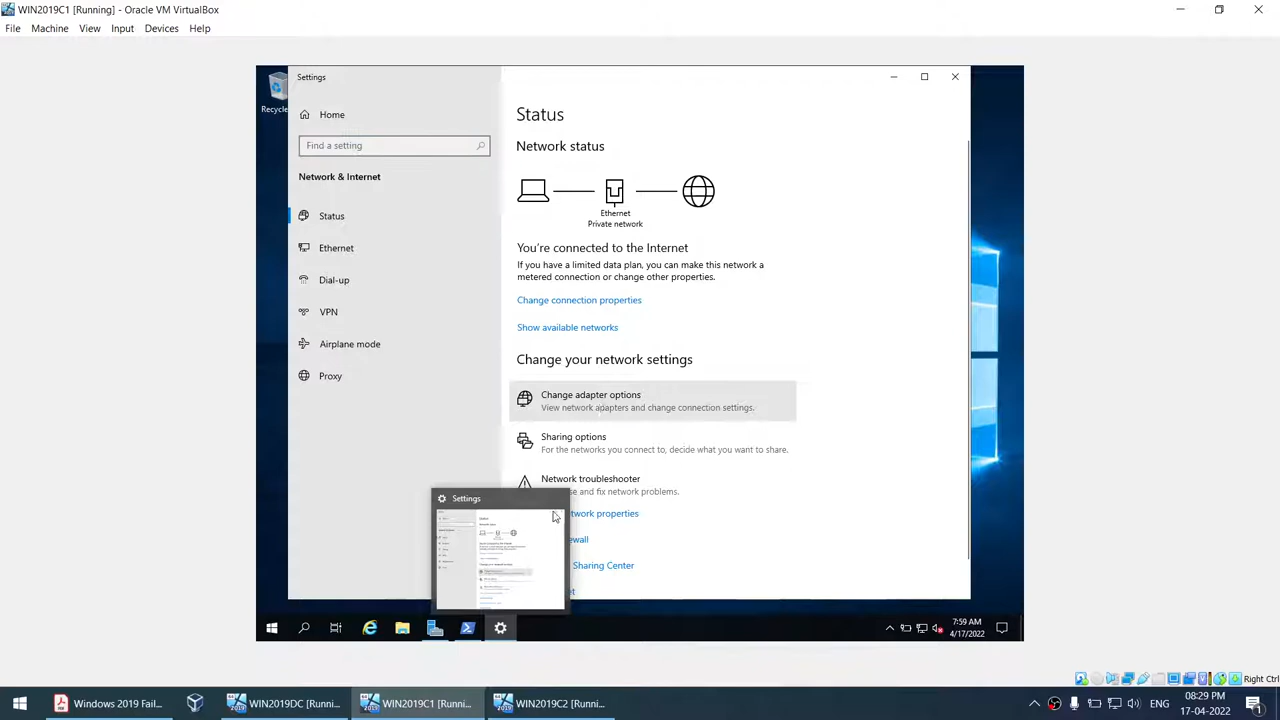 WIN2019C1 [Running] - Oracle VM VirtualBox
File Machine View Input Devices Help
Recycle
Settings
Home
Find a setting
Network & Internet
Status
Ethernet
Dial-up
VPN
Airplane mode
Proxy
Status
Network status
Ethernet
Private network
You're connected to the Internet
If you have a limited data plan, you can make this network a
metered connection or change other properties.
Change connection properties
Show available networks
Change your network settings
Change adapter options
View network adapters and change connection settings.
Sharing options
For the networks you connect to, decide what you want to share.
Network troubleshooter
se and fix network problems.
etwork properties
ewall
Sharing Center
et
Settings
7:59 AM
4/17/2022
Right Ctrl
Windows 2019 Fail...
WIN2019DC [Runni...
WIN2019C1 [Runni...
WIN2019C2 [Runni...
ENG
08:29 PM
17-04-2022